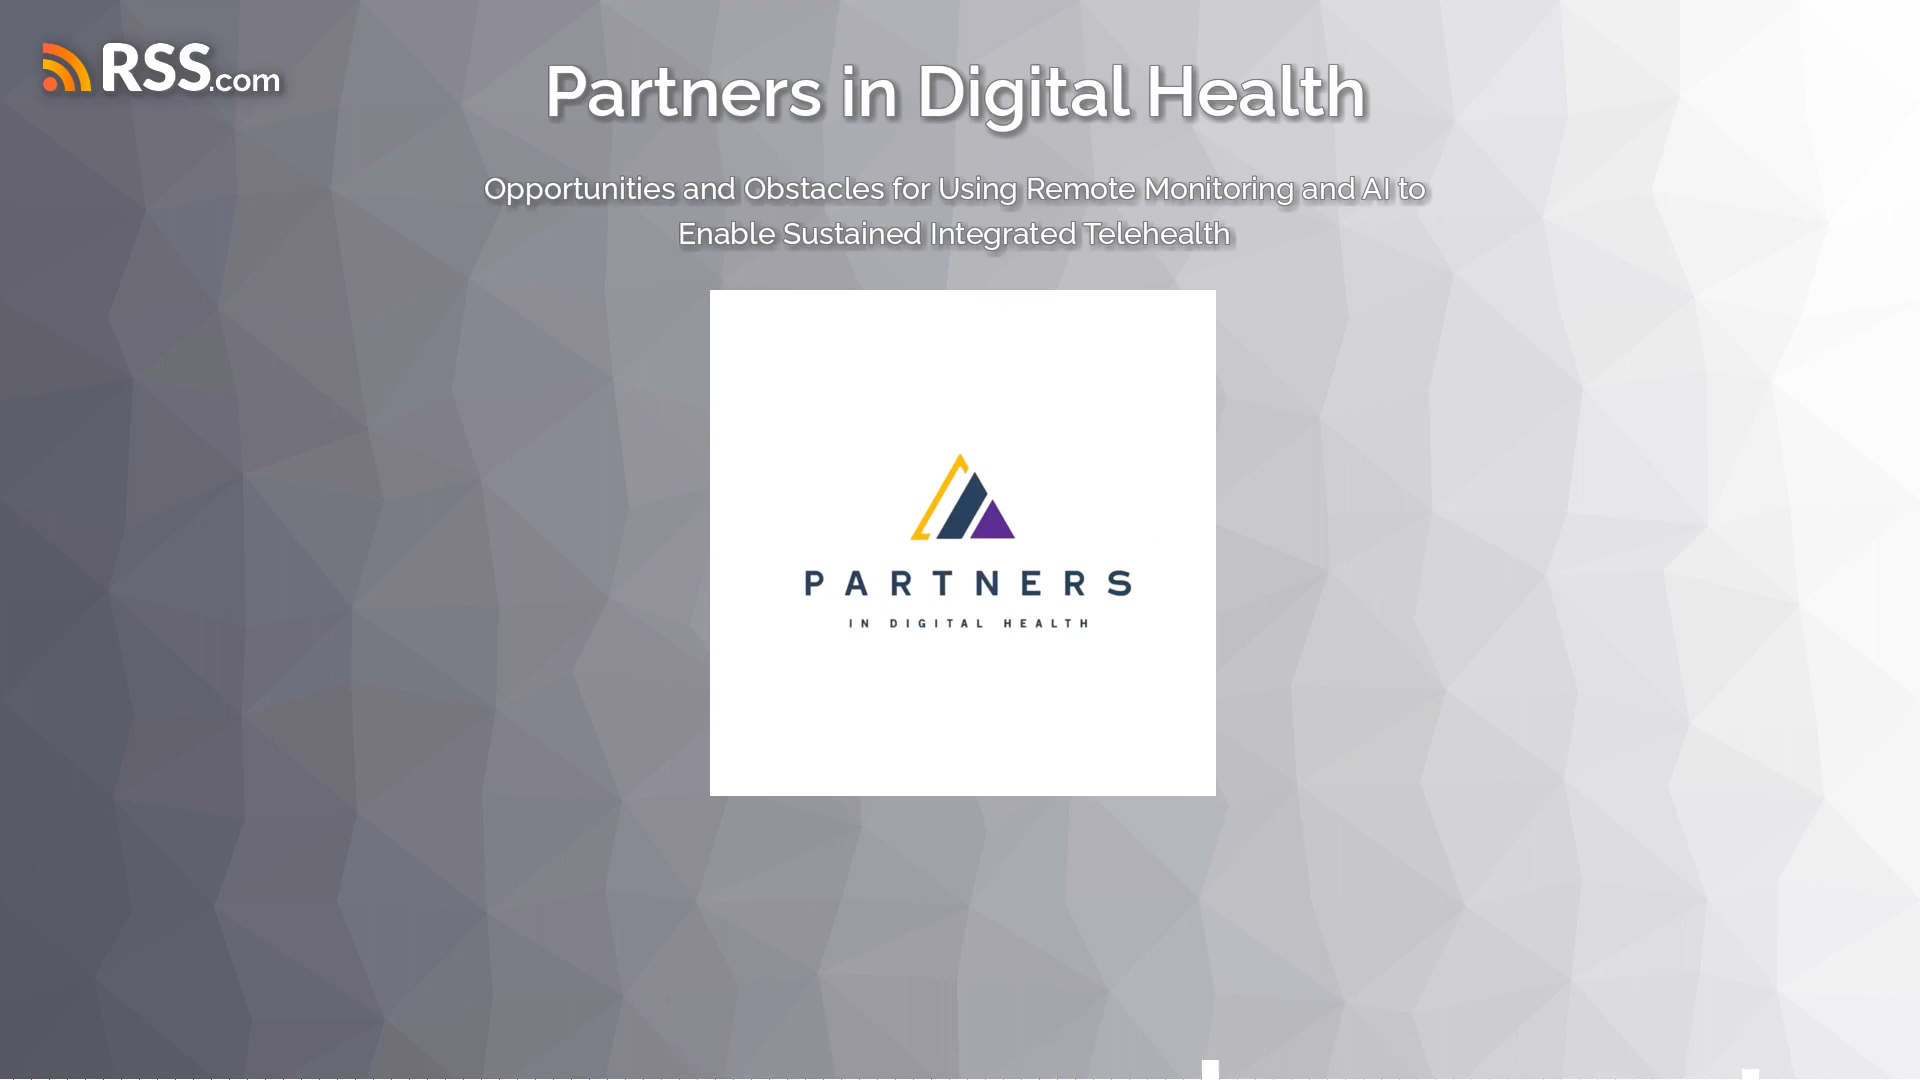 RSS.com
Partners in Digital Health
Opportunities and Obstacles for Using Remote Monitoring and AI to
Enable Sustained Integrated Telehealth
PARTNERS
IN DIGITAL HEALTH